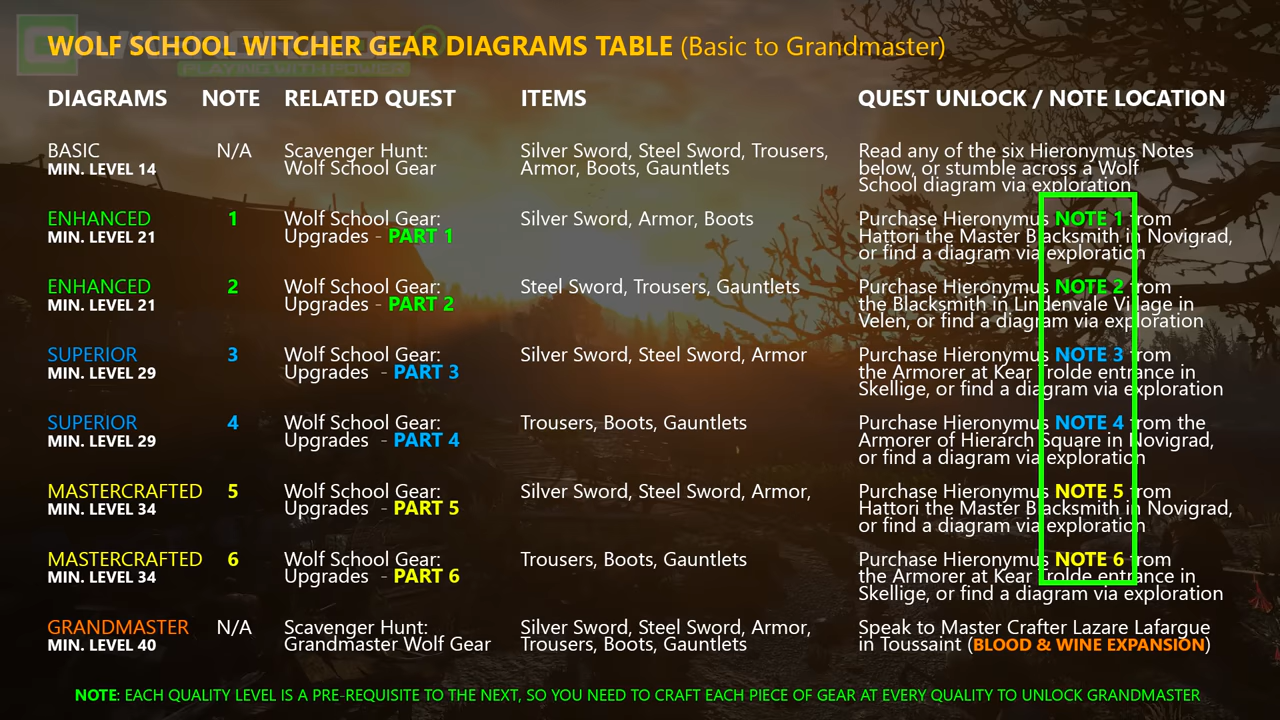 WOLF SCHOOL WITCHER GEAR DIAGRAMS TABLE (Basic to Grandmaster)
PLAYING WITH POWER
DIAGRAMS NOTE RELATED QUEST ITEMS QUEST UNLOCK / NOTE LOCATION
BASIC N/A Scavenger Hunt: Silver Sword, Steel Sword, Trousers, Read any of the six Hieronymus Notes
MIN. LEVEL 14 Wolf School Gear Armor, Boots, Gauntlets below, or stumble across a Wolf
School diagram via exploration
ENHANCED 1 Wolf School Gear: Silver Sword, Armor, Boots Purchase Hieronymus NOTE 1 from
MIN. LEVEL 21 Upgrades - PART 1 Hattori the Master Blacksmith in Novigrad,
or find a diagram via exploration
ENHANCED 2 Wolf School Gear: Steel Sword, Trousers, Gauntlets Purchase Hieronymus NOTE 2 from
MIN. LEVEL 21 Upgrades - PART 2 the Blacksmith in Lindenvale Village in
Velen, or find a diagram via exploration
SUPERIOR 3 Wolf School Gear: Silver Sword, Steel Sword, Armor Purchase Hieronymus NOTE 3 from
MIN. LEVEL 29 Upgrades - PART 3 the Armorer at Kear Trolde entrance in
Skellige, or find a diagram via exploration
SUPERIOR 4 Wolf School Gear: Trousers, Boots, Gauntlets Purchase Hieronymus NOTE 4 from the
MIN. LEVEL 29 Upgrades - PART 4 Armorer of Hierarch Square in Novigrad,
or find a diagram via exploration
MASTERCRAFTED 5 Wolf School Gear: Silver Sword, Steel Sword, Armor, Purchase Hieronymus NOTE 5 from
MIN. LEVEL 34 Upgrades - PART 5 Hattori the Master Blacksmith in Novigrad,
or find a diagram via exploration
MASTERCRAFTED 6 Wolf School Gear: Trousers, Boots, Gauntlets Purchase Hieronymus NOTE 6 from
MIN. LEVEL 34 Upgrades - PART 6 the Armorer at Kear Trolde entrance in
Skellige, or find a diagram via exploration
GRANDMASTER N/A Scavenger Hunt: Silver Sword, Steel Sword, Armor, Speak to Master Crafter Lazare Lafargue
MIN. LEVEL 40 Grandmaster Wolf Gear Trousers, Boots, Gauntlets in Toussaint (BLOOD & WINE EXPANSION)
NOTE: EACH QUALITY LEVEL IS A PRE-REQUISITE TO THE NEXT, SO YOU NEED TO CRAFT EACH PIECE OF GEAR AT EVERY QUALITY TO UNLOCK GRANDMASTER